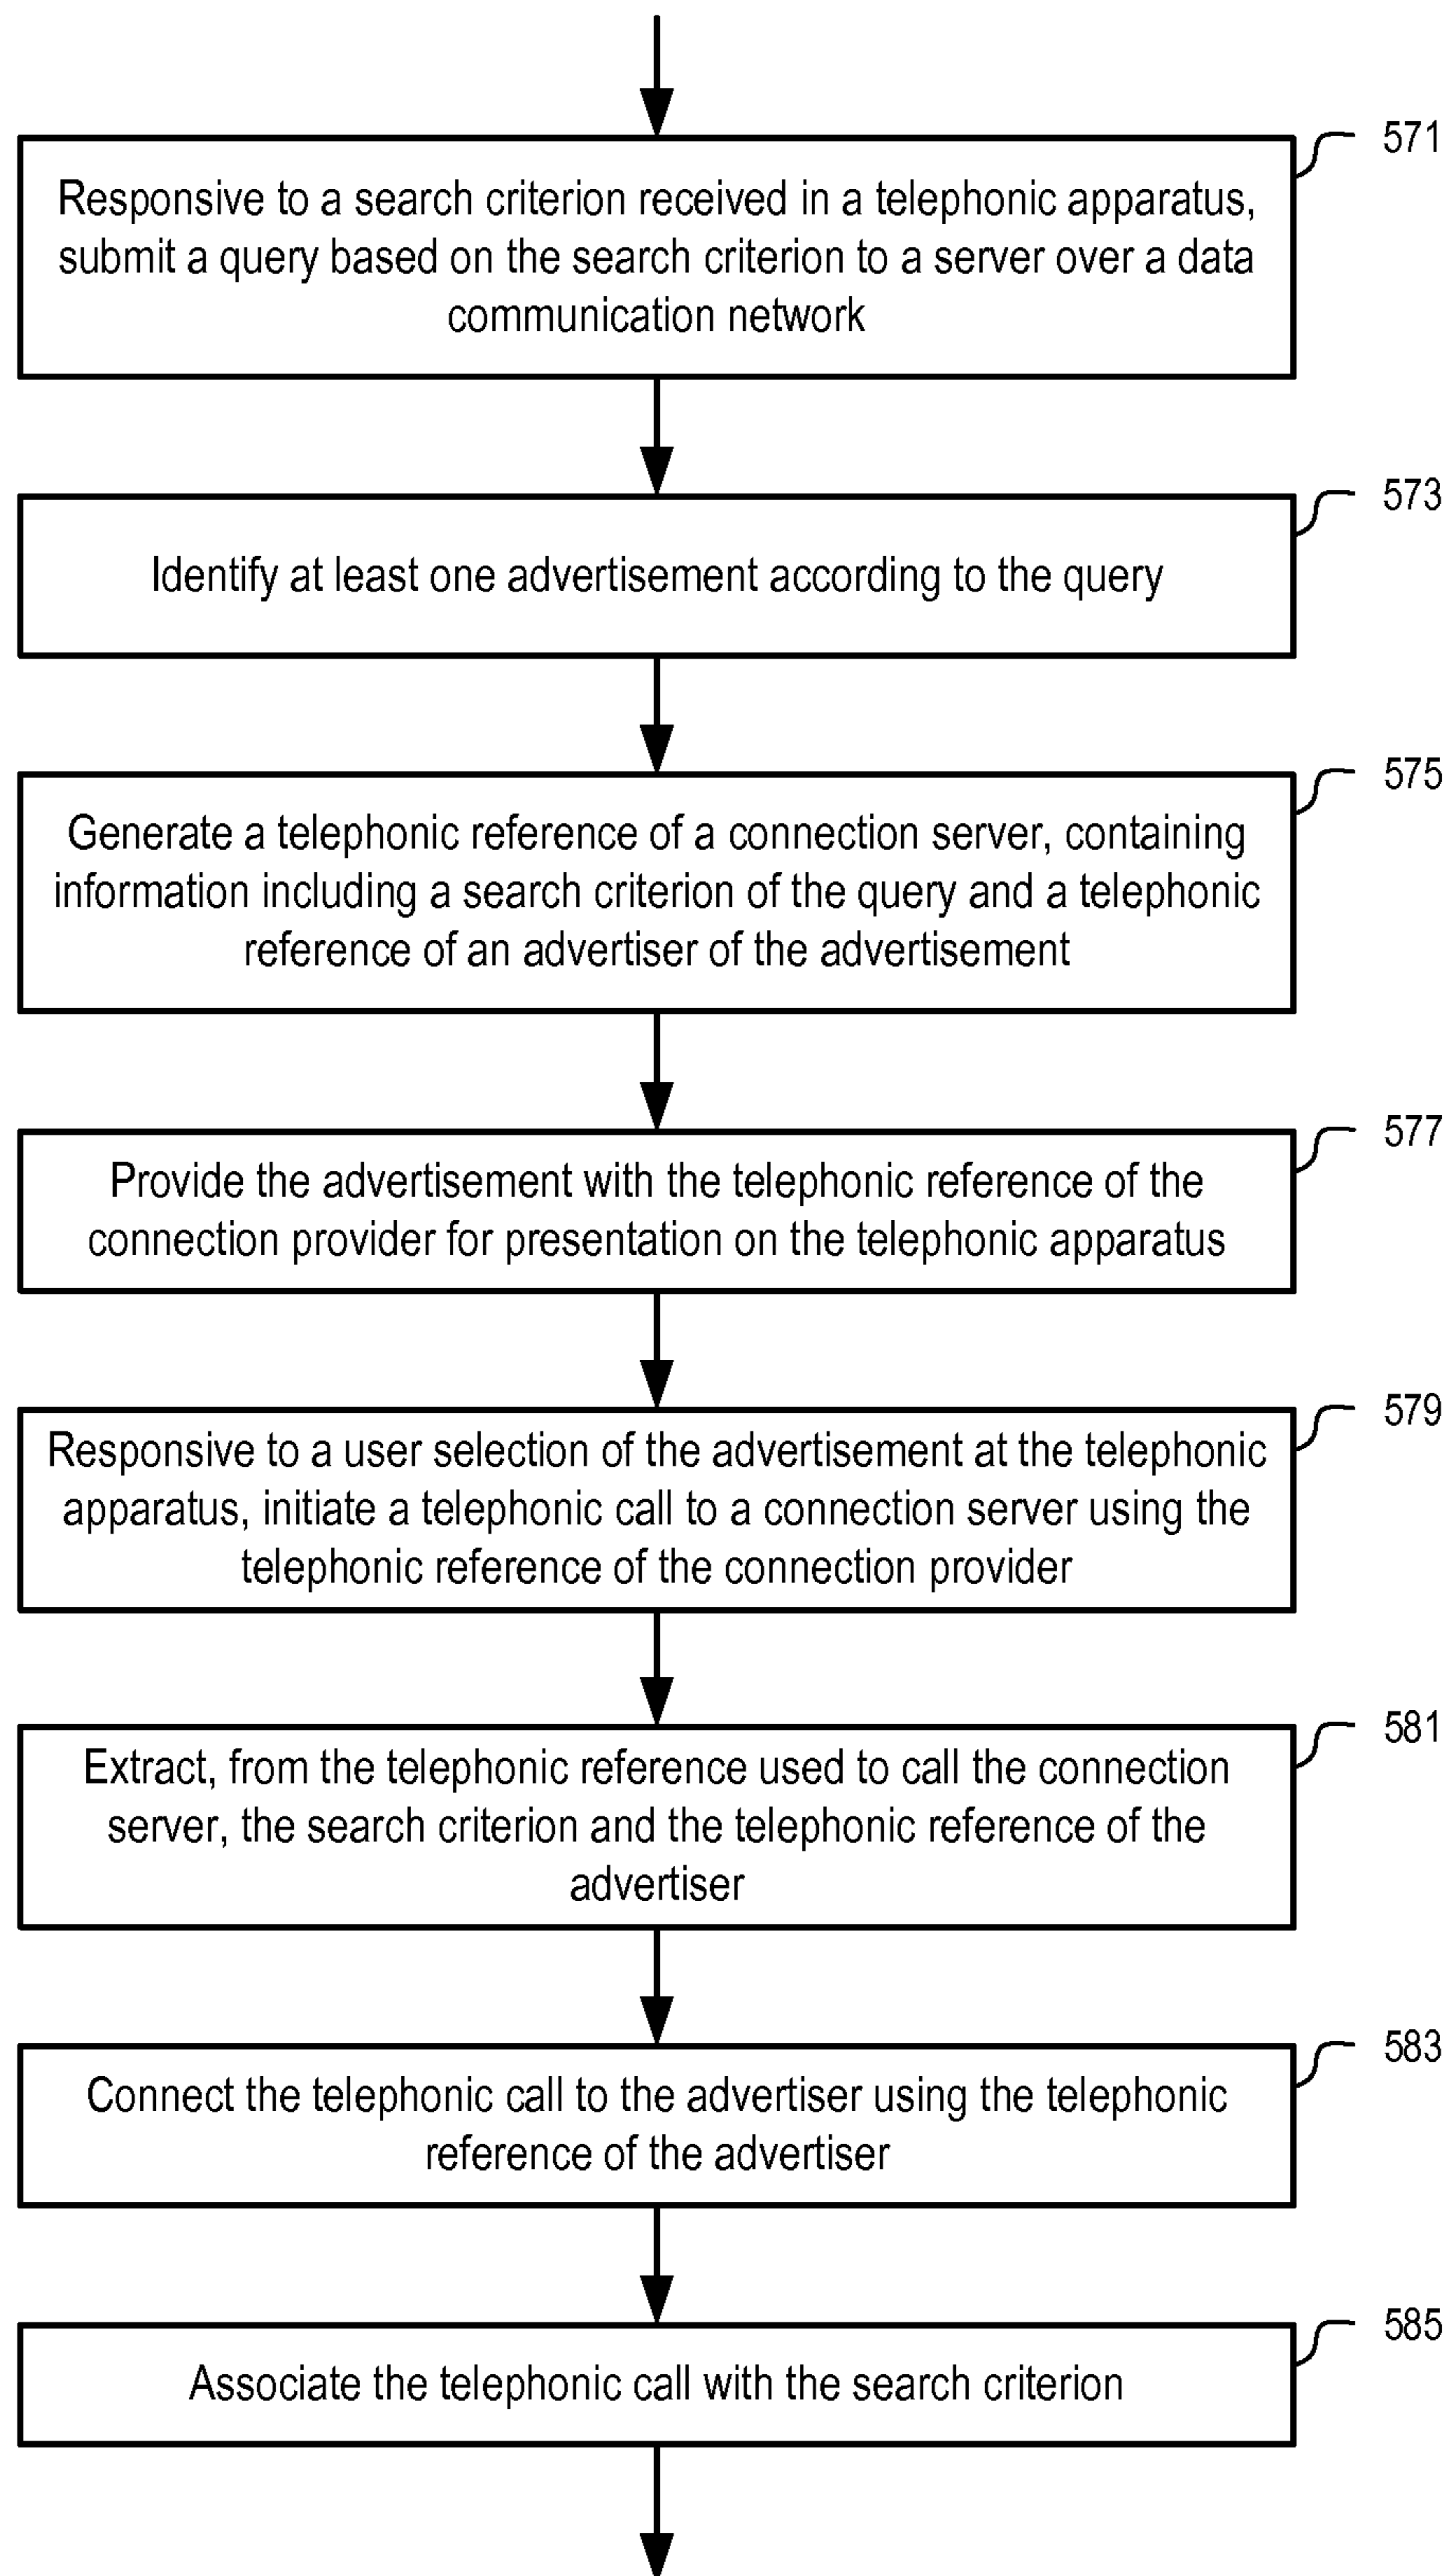 571
Responsive to a search criterion received in a telephonic apparatus,
submit a query based on the search criterion to a server over a data
communication network
573
Identify at least one advertisement according to the query
575
Generate a telephonic reference of a connection server, containing
information including a search criterion of the query and a telephonic
reference of an advertiser of the advertisement
577
Provide the advertisement with the telephonic reference of the
connection provider for presentation on the telephonic apparatus
579
Responsive to a user selection of the advertisement at the telephonic
apparatus, initiate a telephonic call to a connection server using the
telephonic reference of the connection provider
581
Extract, from the telephonic reference used to call the connection
server, the search criterion and the telephonic reference of the
advertiser
583
Connect the telephonic call to the advertiser using the telephonic
reference of the advertiser
585
Associate the telephonic call with the search criterion